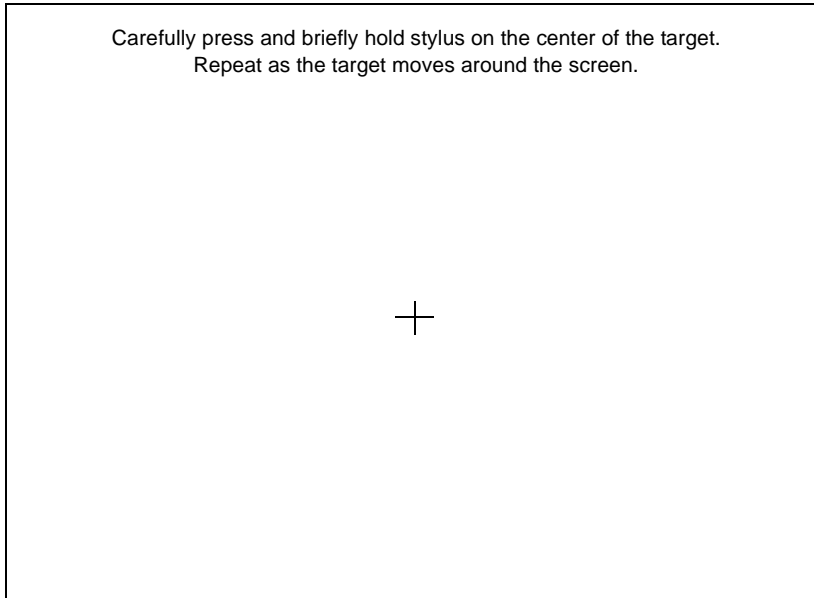 Carefully press and briefly hold stylus on the center of the target.
Repeat as the target moves around the screen.